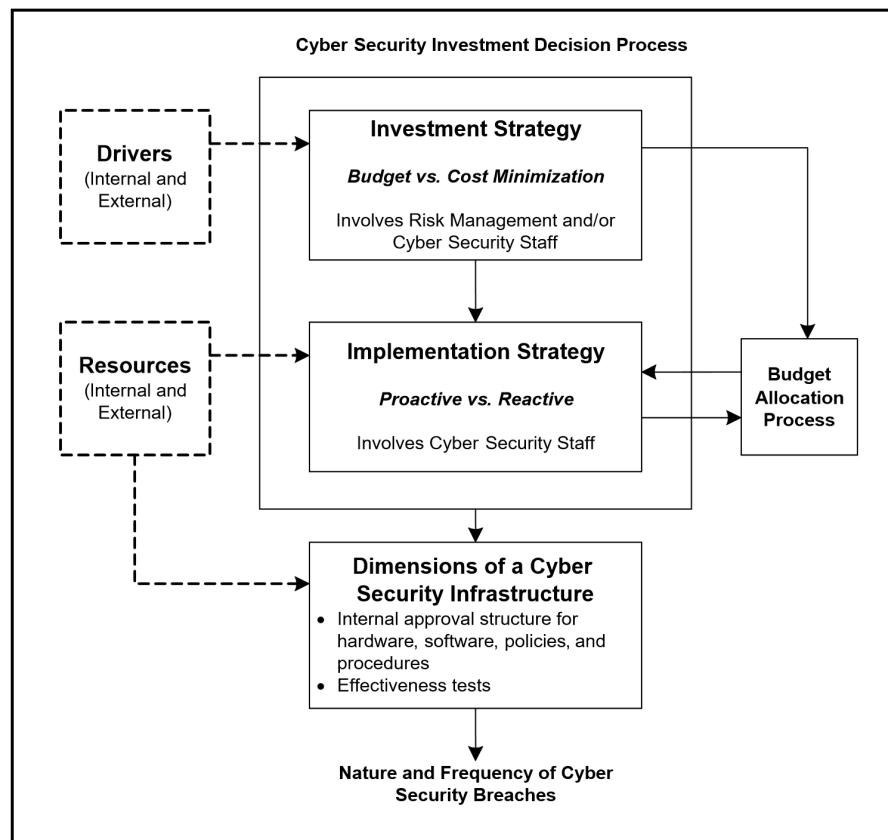 Cyber Security Investment Decision Process
Drivers
(Internal and
External)
Investment Strategy
Budget vs. Cost Minimization
Involves Risk Management and/or
Cyber Security Staff
Resources
(Internal and
External)
Implementation Strategy
Proactive vs. Reactive
Involves Cyber Security Staff
Budget
Allocation
Process
Dimensions of a Cyber
Security Infrastructure
• Internal approval structure for
hardware, software, policies, and
procedures
• Effectiveness tests
Nature and Frequency of Cyber
Security Breaches